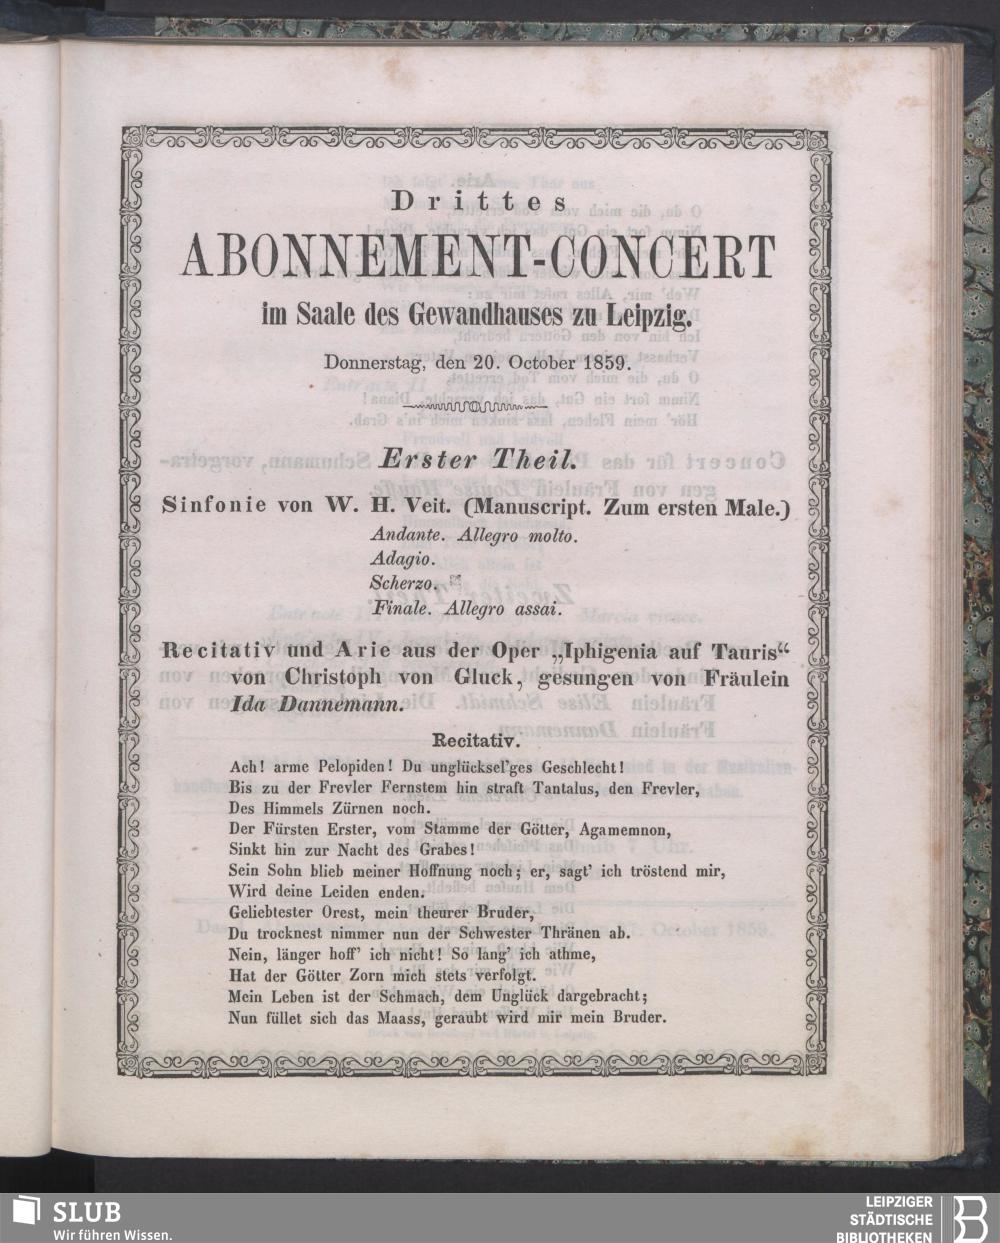 Drittes
ABONNEMENT-CONCERT
im Saale des Gewandhauses zu Leipzig.
Donnerstag, den 20. October 1859.
Erster Theil.
Sinfonie von W. H. Veit. (Manuscript. Zum ersten Male.)
Andante. Allegro molto.
Adagio.
Scherzo.
Finale. Allegro assai.
Recitativ und Arie aus der Oper „Iphigenia auf Tauris“
von Christoph von Gluck, gesungen von Fräulein
Ida Dannemann.
Recitativ.
Ach! arme Pelopiden! Du unglücksel'ges Geschlecht!
Bis zu der Frevler Fernstem hin straft Tantalus, den Frevler,
Des Himmels Zürnen noch.
Der Fürsten Erster, vom Stamme der Götter, Agamemnon,
Sinkt hin zur Nacht des Grabes!
Sein Sohn blieb meiner Hoffnung noch; er, sagt' ich tröstend mir,
Wird deine Leiden enden.
Geliebtester Orest, mein theurer Bruder,
Du trocknest nimmer nun der Schwester Thränen ab.
Nein, länger hoff' ich nicht! So lang' ich athme,
Hat der Götter Zorn mich stets verfolgt.
Mein Leben ist der Schmach, dem Unglück dargebracht;
Nun füllet sich das Maass, geraubt wird mir mein Bruder.
SLUB
Wir führen Wissen.
LEIPZIGER
STÄDTISCHE
BIBLIOTHEKEN